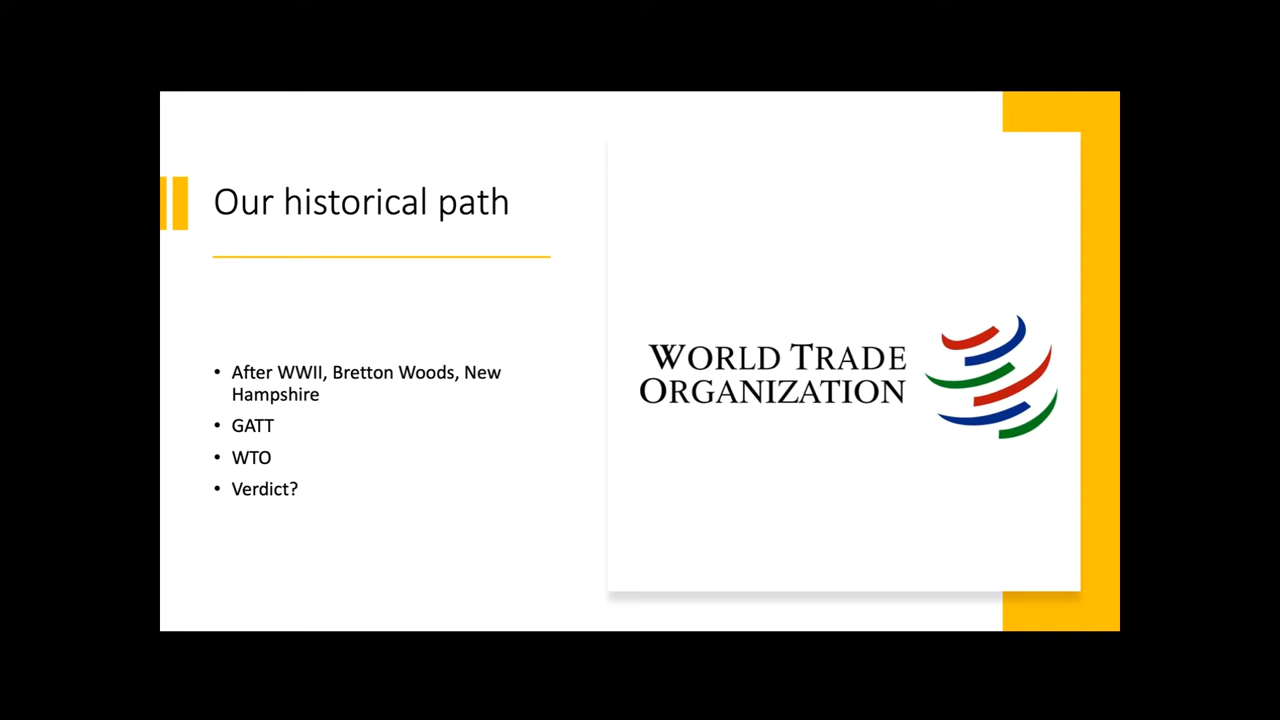 Our historical path
• After WWII, Bretton Woods, New
Hampshire
• GATT
• WTO
• Verdict?
WORLD TRADE
ORGANIZATION